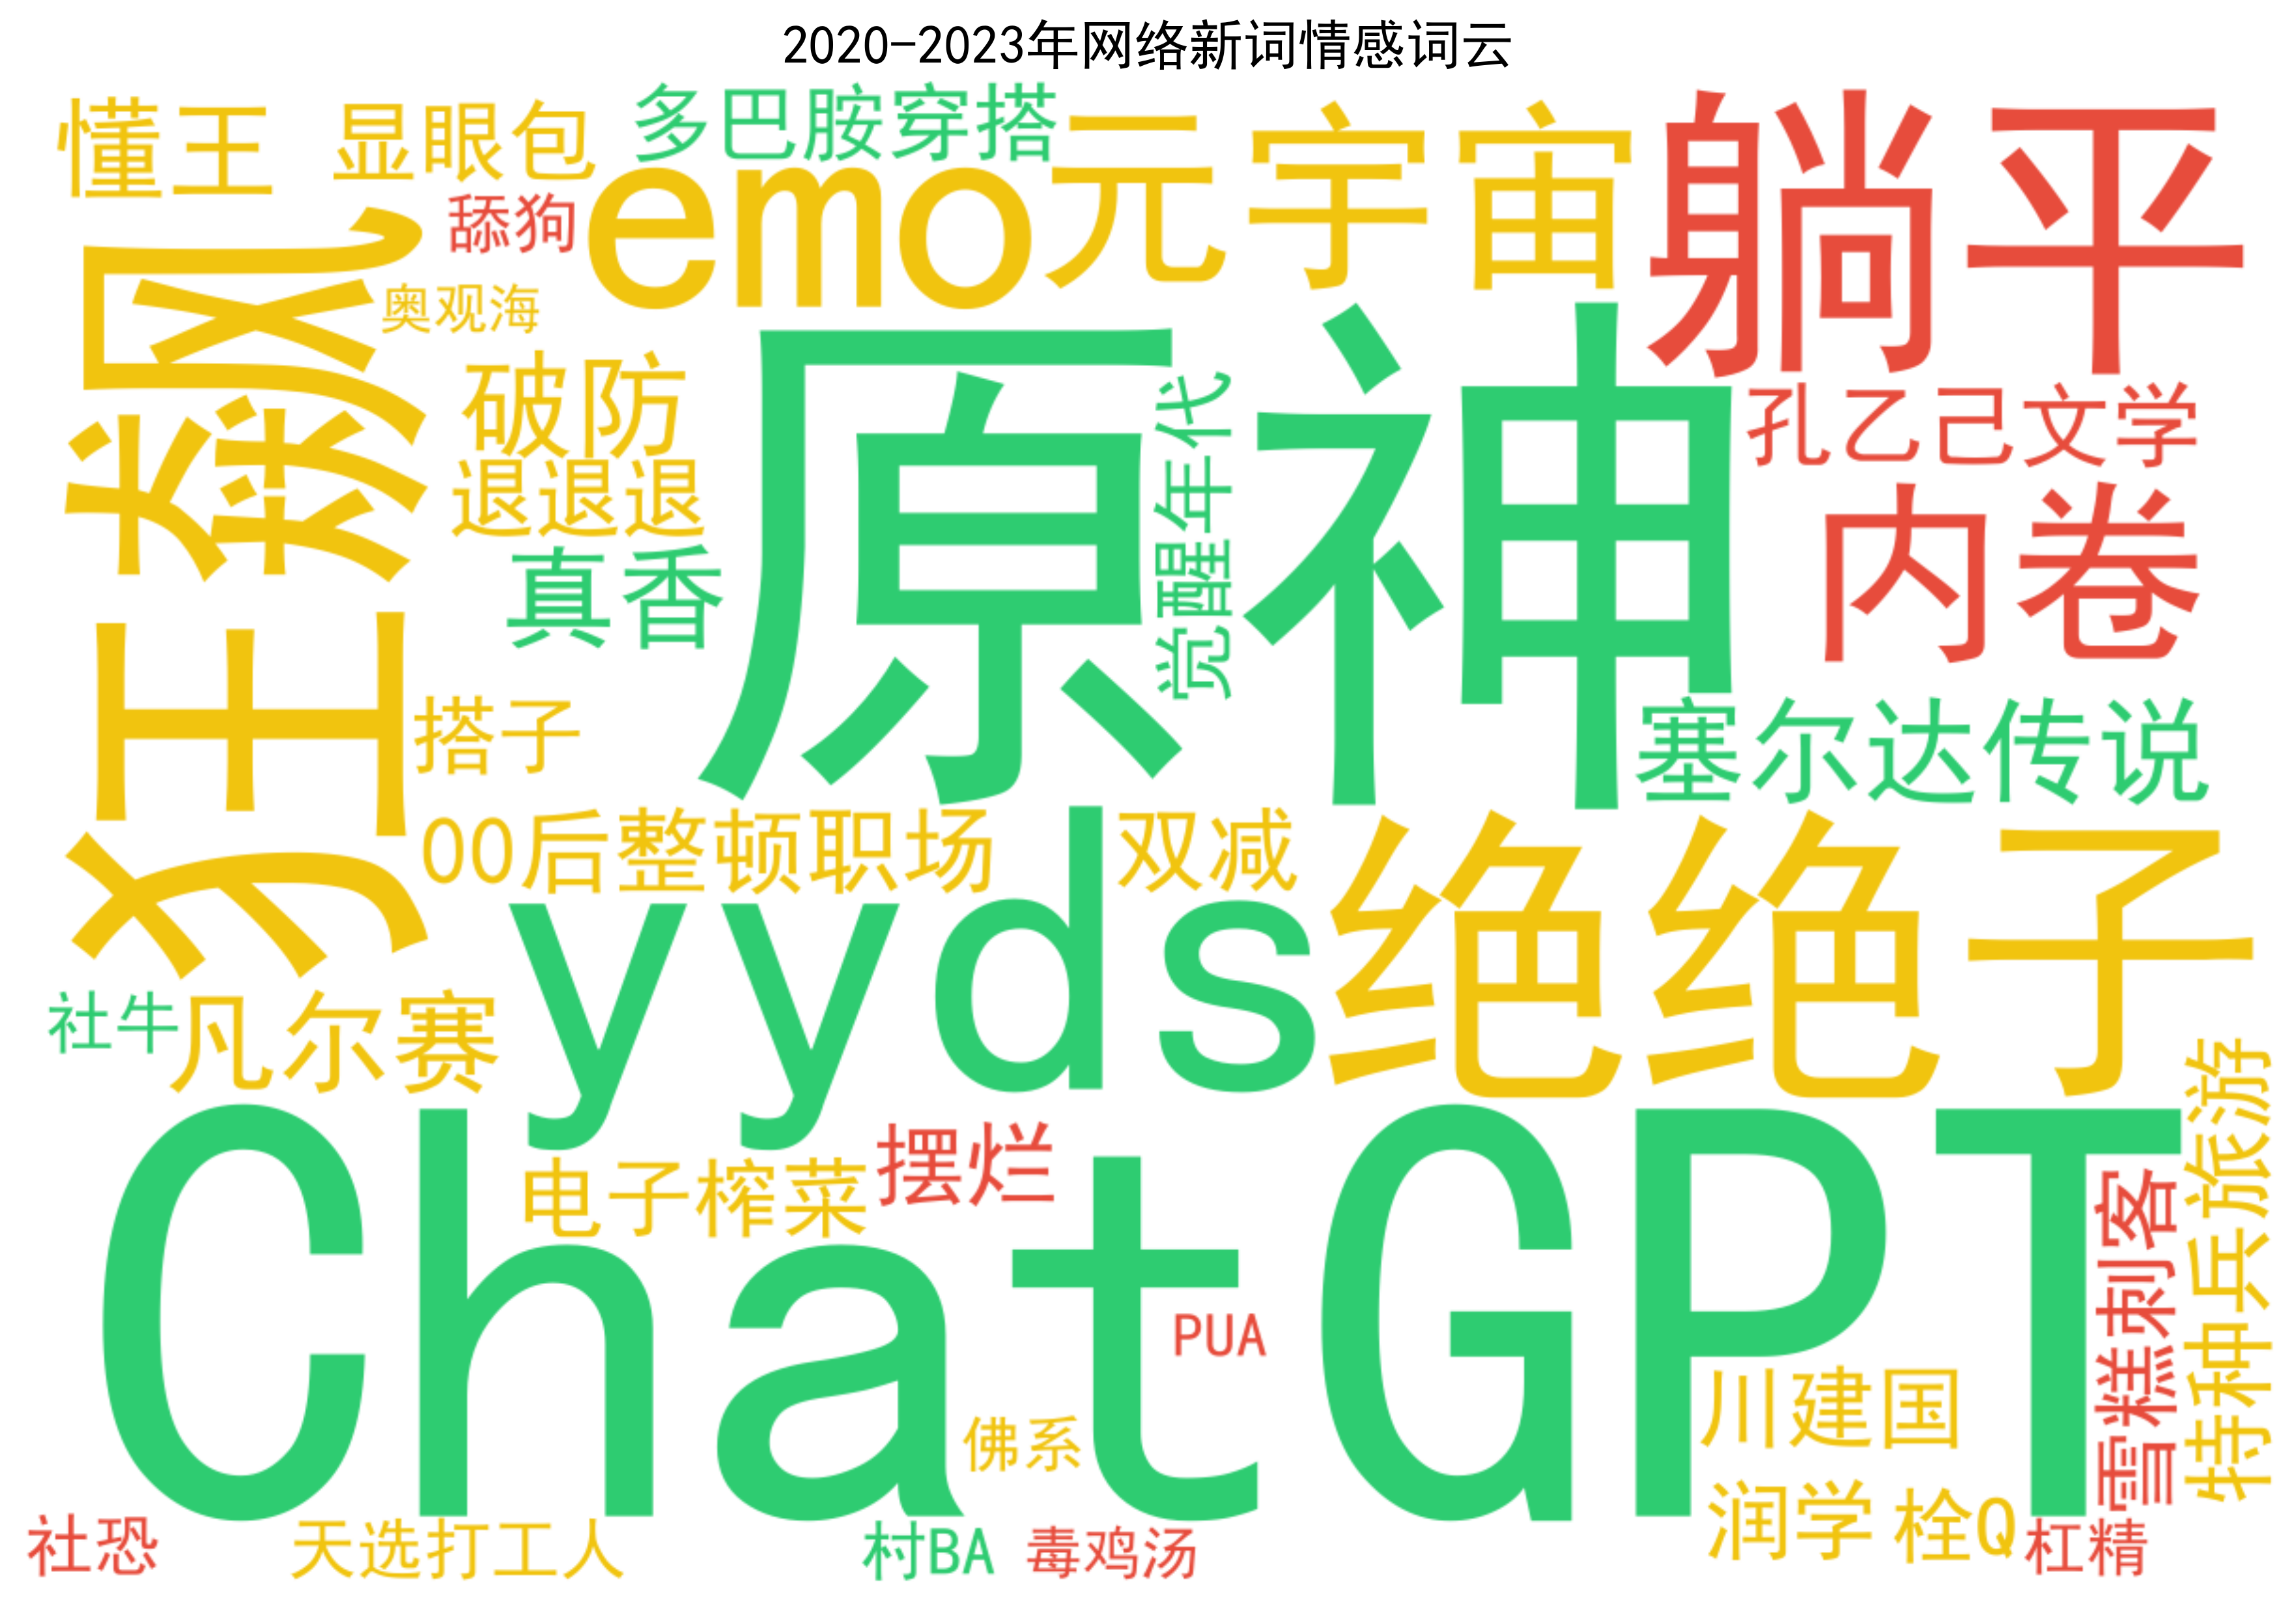 2020-2023年网络新词情感词云
懂王
显眼包
多巴胺穿搭
元宇宙
躺平
舔狗
emo
奥观海
打工飘
破防
原神
觉醒年代
孔乙己文学
退退退
内卷
真香
搭子
塞尔达传说
00后整顿职场
双减
yyds
绝绝子
社牛
凡尔赛
ChatGPT
电子榨菜
摆烂
特种兵旅游
雪糕刺客
PUA
川建国
佛系
润学
栓Q
社恐
天选打工人
村BA
毒鸡汤
杠精